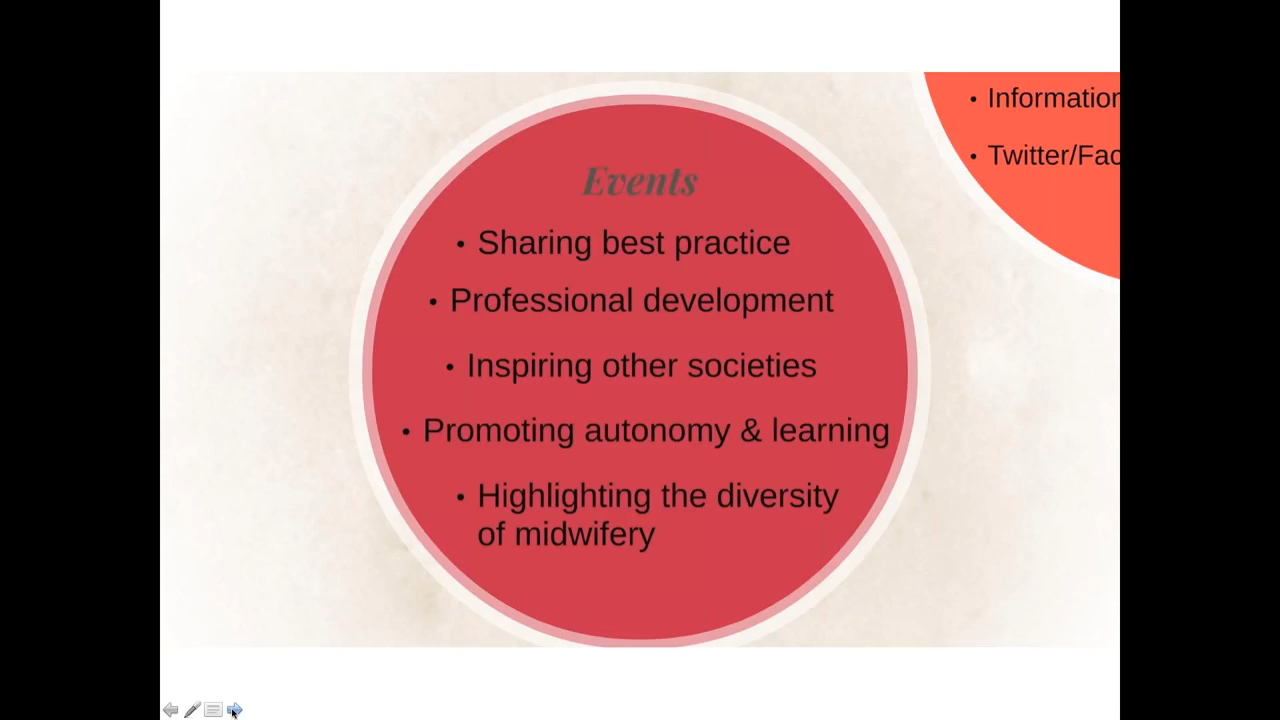 Events
• Sharing best practice
• Professional development
• Inspiring other societies
• Promoting autonomy & learning
• Highlighting the diversity
of midwifery
• Information
• Twitter/Fac